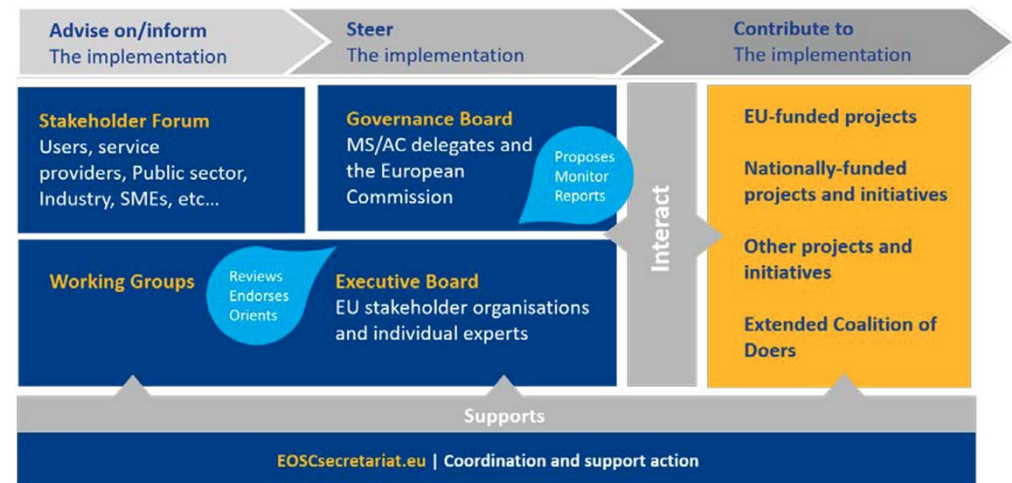 Advise on/inform
The implementation
Steer
The implementation
Contribute to
The implementation
Stakeholder Forum
Users, service
providers, Public sector,
Industry, SMEs, etc...
Governance Board
MS/AC delegates and
the European
Commission
Proposes
Monitor
Reports
Working Groups
Reviews
Endorses
Orients
Executive Board
EU stakeholder organisations
and individual experts
Interact
EU-funded projects
Nationally-funded
projects and initiatives
Other projects and
initiatives
Extended Coalition of
Doers
Supports
EOSCsecretariat.eu | Coordination and support action